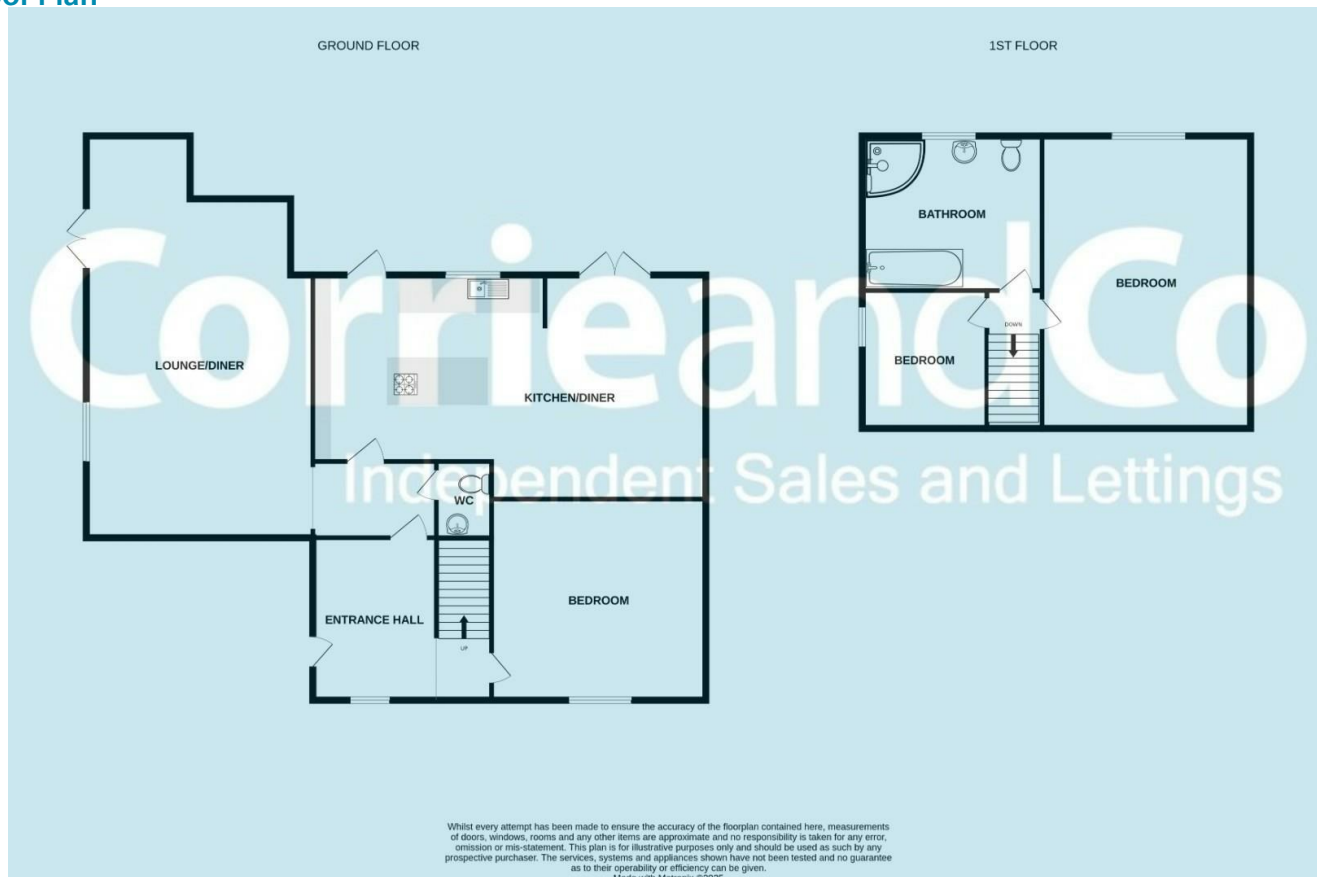 oor Plan
GROUND FLOOR
1ST FLOOR
CorrieandCo
Independent Sales and Lettings
BATHROOM
BEDROOM
DOWN
BEDROOM
LOUNGE/DINER
KITCHEN/DINER
WC
BEDROOM
ENTRANCE HALL
UP
Whilst every attempt has been made to ensure the accuracy of the floorplan contained here, measurements
of doors, windows, rooms and any other items are approximate and no responsibility is taken for any error,
omission or mis-statement. This plan is for illustrative purposes only and should be used as such by any
prospective purchaser. The services, systems and appliances shown have not been tested and no guarantee
as to their operability or efficiency can be given.
Made with Metropix ©2025